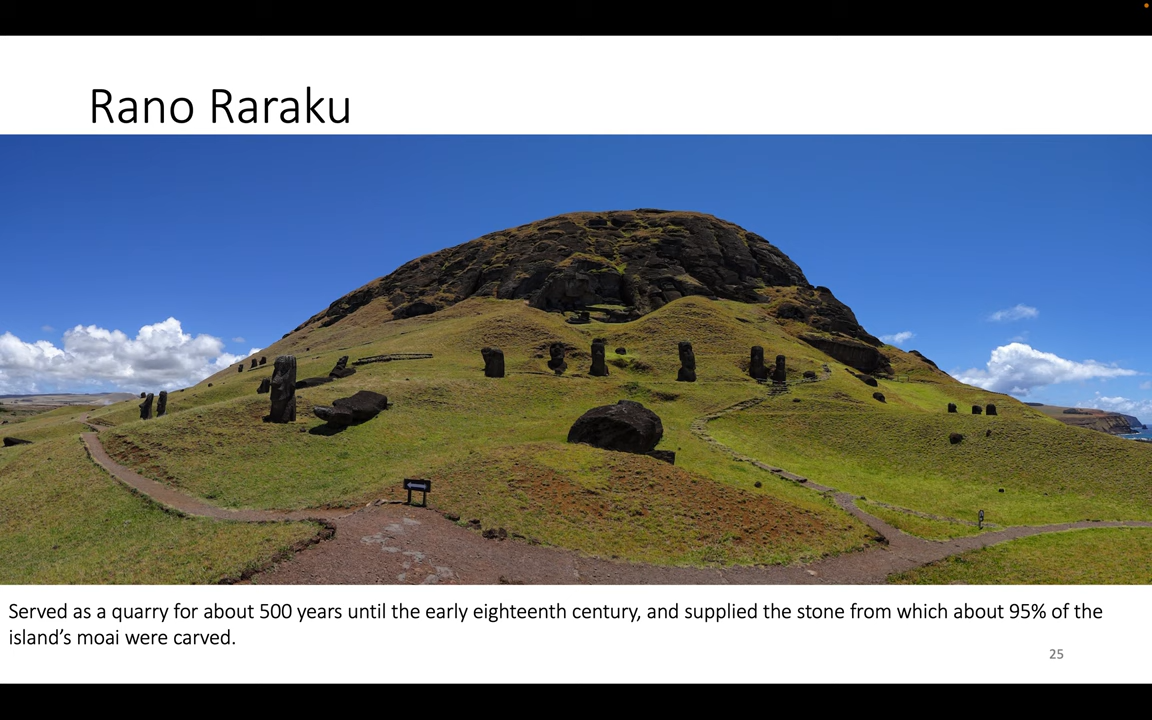 Rano Raraku
Served as a quarry for about 500 years until the early eighteenth century, and supplied the stone from which about 95% of the
island’s moai were carved.
25